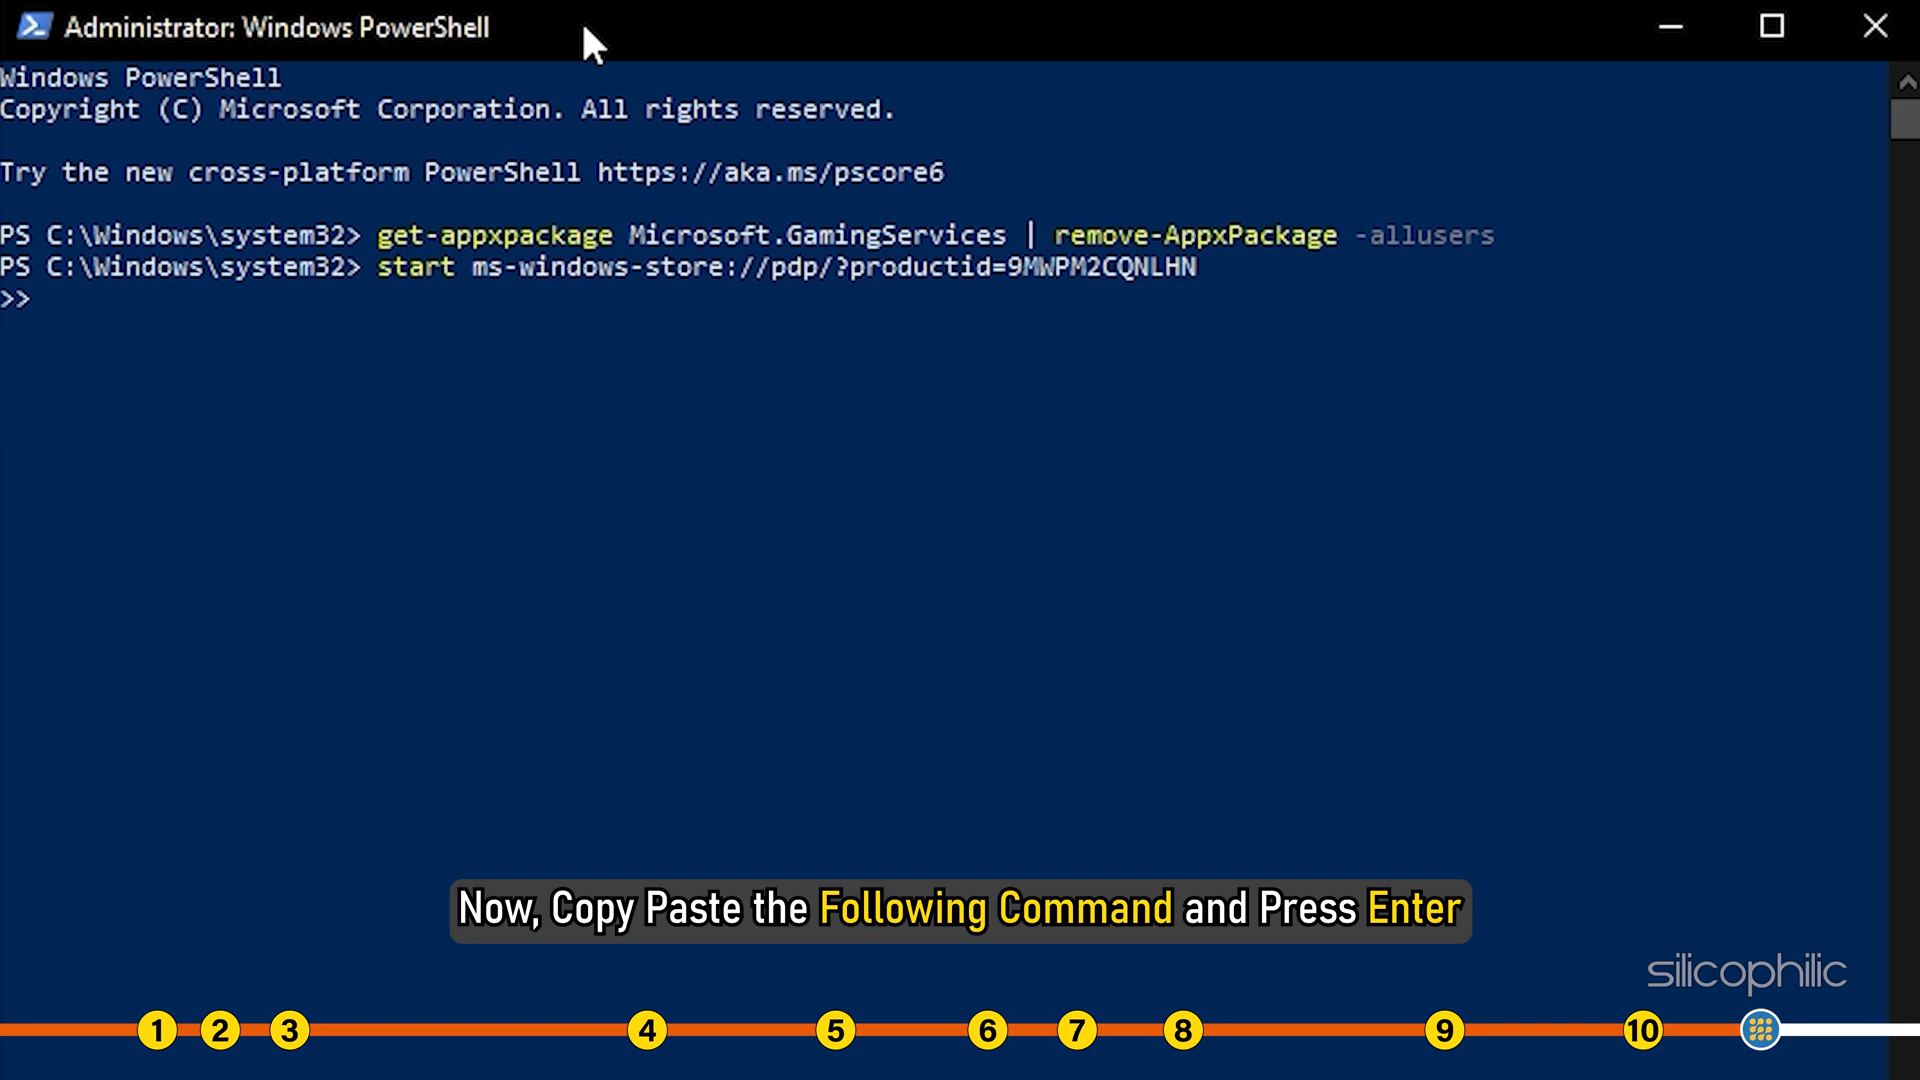 Administrator: Windows PowerShell
Windows PowerShell
Copyright (C) Microsoft Corporation. All rights reserved.
Try the new cross-platform PowerShell https://aka.ms/pscore6
PS C:\Windows\system32> get-appxpackage Microsoft.GamingServices | remove-AppxPackage -allusers
PS C:\Windows\system32> start ms-windows-store://pdp/?productid=9MWPM2CQNLHN
>>
Now, Copy Paste the Following Command and Press Enter
silicophilic
1 2 3 4 5 6 7 8 9 10